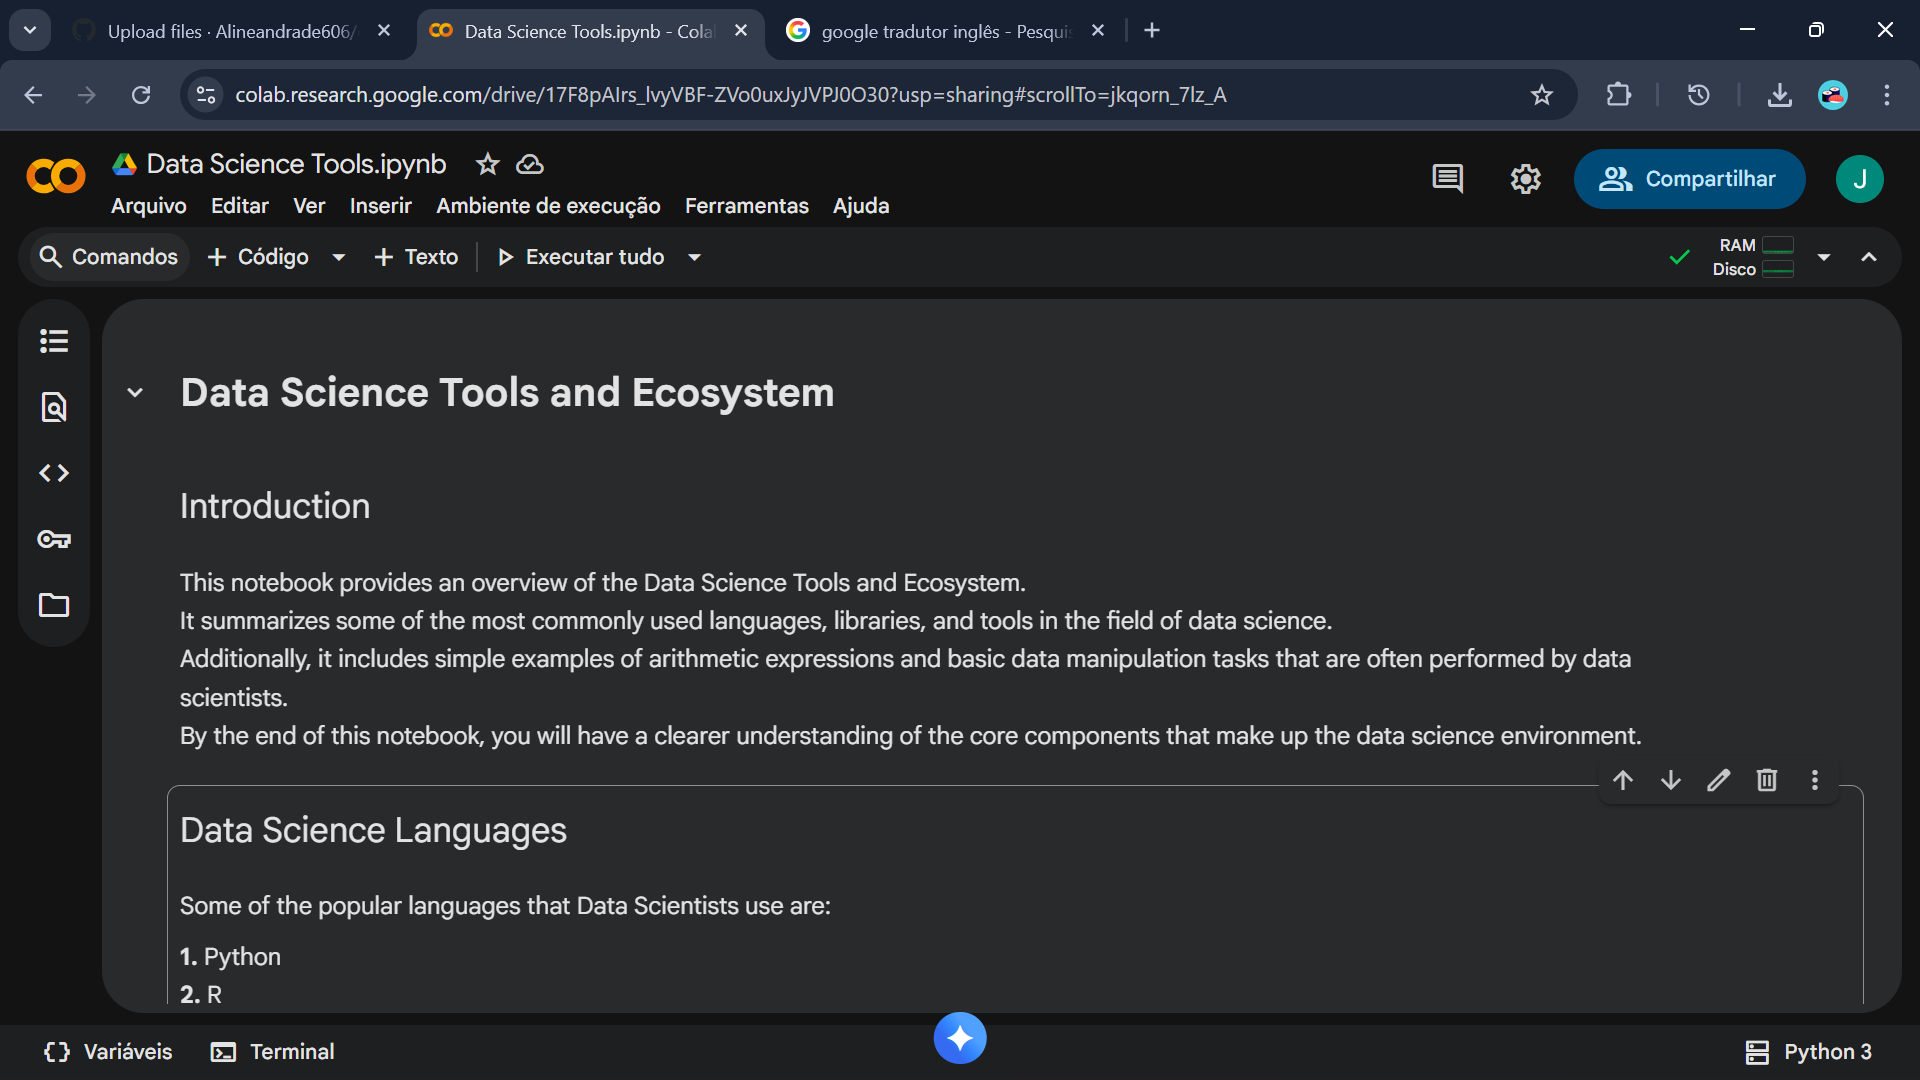 Upload files · Alineandrade606/
Data Science Tools.ipynb - Cola
google tradutor inglês - Pesqui
colab.research.google.com/drive/17F8pAIrs_lvyVBF-ZVo0uxJyJVPJ0O30?usp=sharing#scrollTo=jkqorn_7lz_A
Data Science Tools.ipynb
Compartilhar
J
Arquivo Editar Ver Inserir Ambiente de execução Ferramentas Ajuda
Comandos + Código + Texto Executar tudo
RAM
Disco
Data Science Tools and Ecosystem
Introduction
This notebook provides an overview of the Data Science Tools and Ecosystem.
It summarizes some of the most commonly used languages, libraries, and tools in the field of data science.
Additionally, it includes simple examples of arithmetic expressions and basic data manipulation tasks that are often performed by data
scientists.
By the end of this notebook, you will have a clearer understanding of the core components that make up the data science environment.
Data Science Languages
Some of the popular languages that Data Scientists use are:
1. Python
2. R
Variáveis Terminal
Python 3